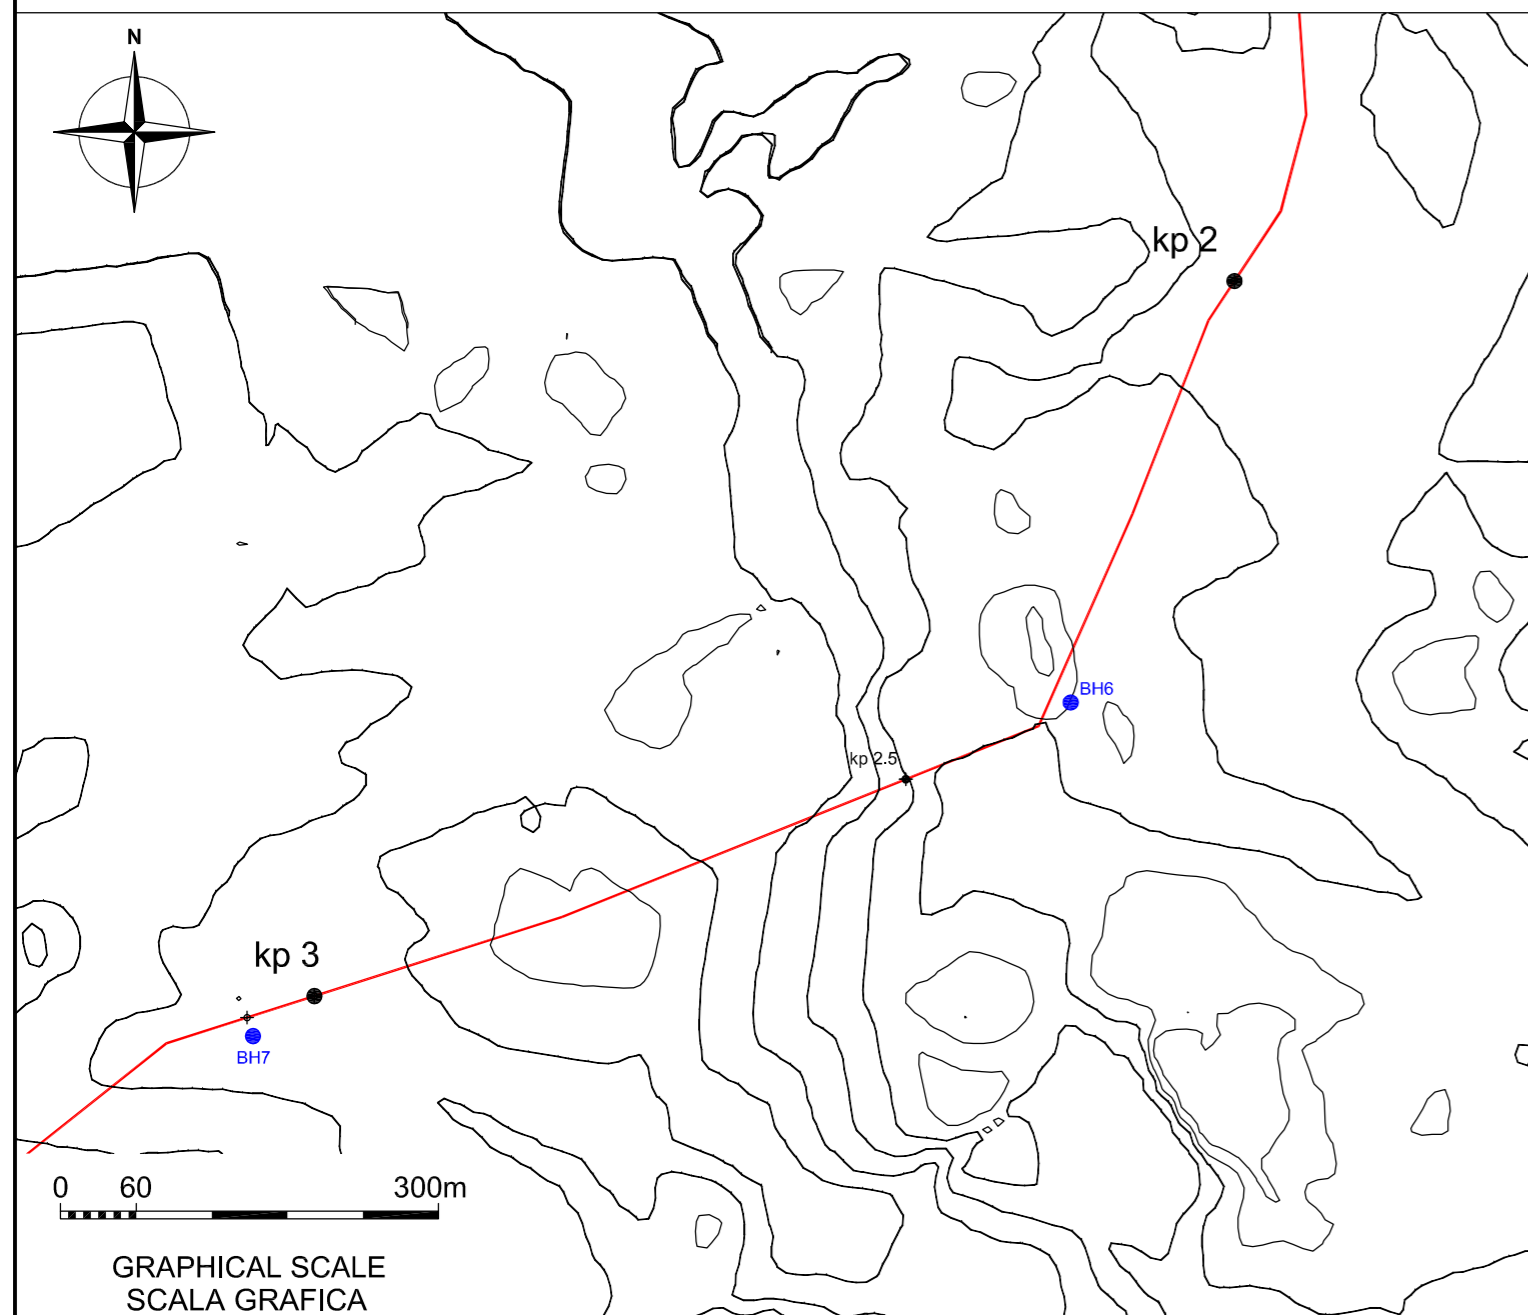 N
kp 2
BH6
kp 2.5
kp 3
BH7
0 60 300m
GRAPHICAL SCALE
SCALA GRAFICA